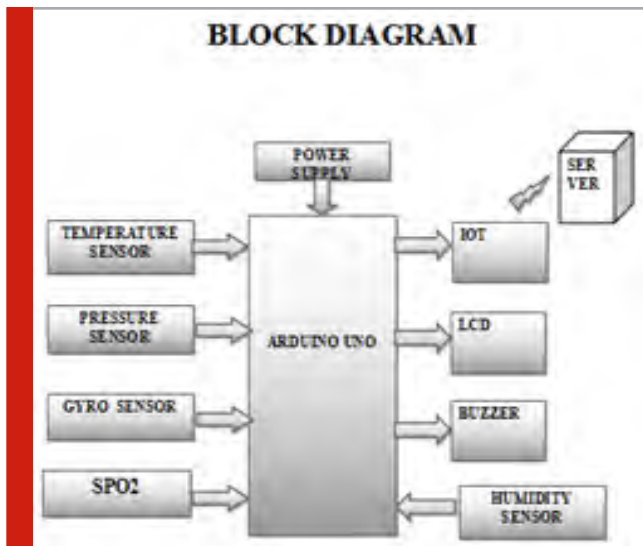 BLOCK DIAGRAM
POWER
SUPPLY
SER
VER
TEMPERATURE
SENSOR
IOT
PRESSURE
SENSOR
ARDUINO UNO
LCD
GYRO SENSOR
BUZZER
SPO2
HUMIDITY
SENSOR